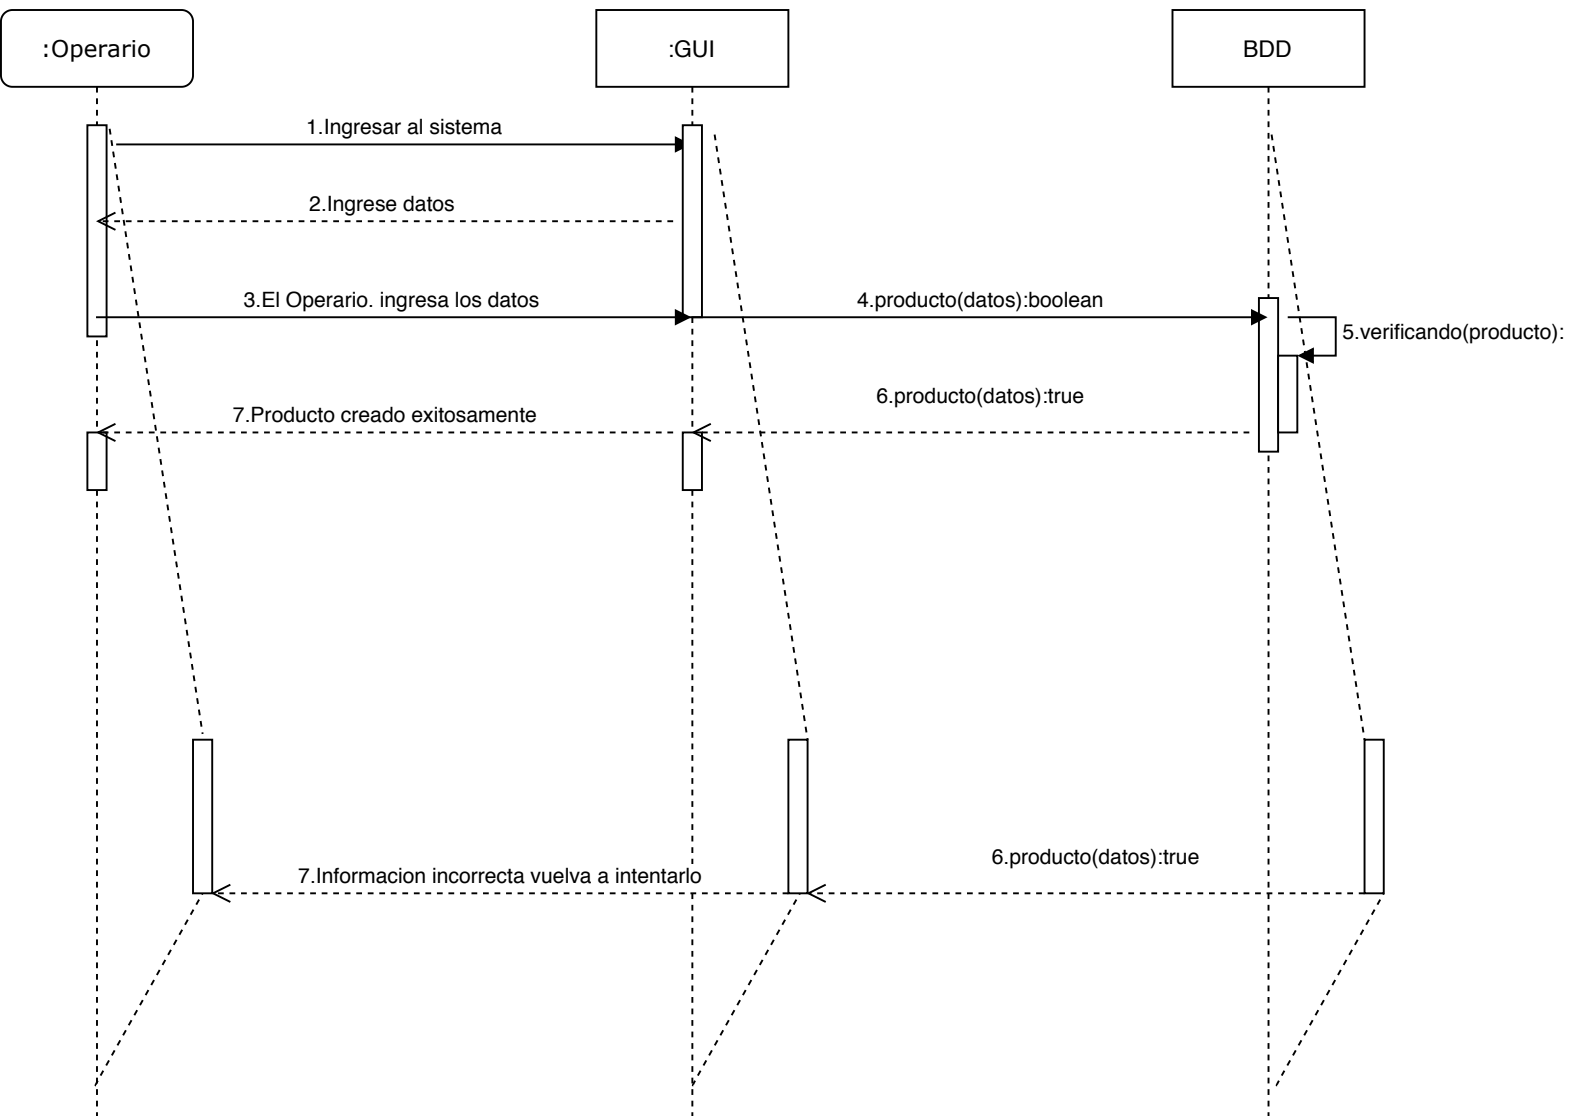 :Operario
:GUI
BDD
1.Ingresar al sistema
2.Ingrese datos
3.El Operario. ingresa los datos
4.producto(datos):boolean
5.verificando(producto):
6.producto(datos):true
7.Producto creado exitosamente
6.producto(datos):true
7.Informacion incorrecta vuelva a intentarlo